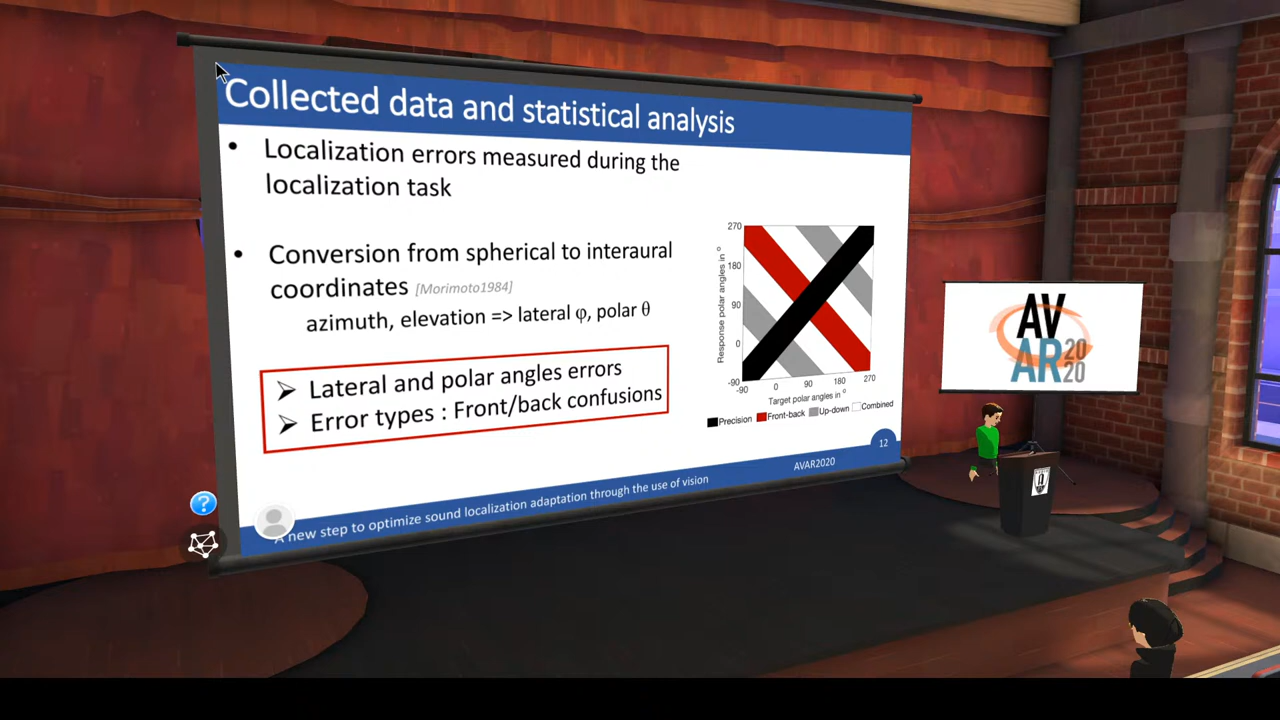 Collected data and statistical analysis
• Localization errors measured during the
localization task
• Conversion from spherical to interaural
coordinates [Morimoto1984]
azimuth, elevation => lateral φ, polar θ
➢ Lateral and polar angles errors
➢ Error types : Front/back confusions
Response polar angles in °
270
180
90
0
-90
-90 0 90 180 270
Target polar angles in °
Precision Front-back Up-down Combined
12
AVAR2020
A new step to optimize sound localization adaptation through the use of vision
?
AV
AR 20
20